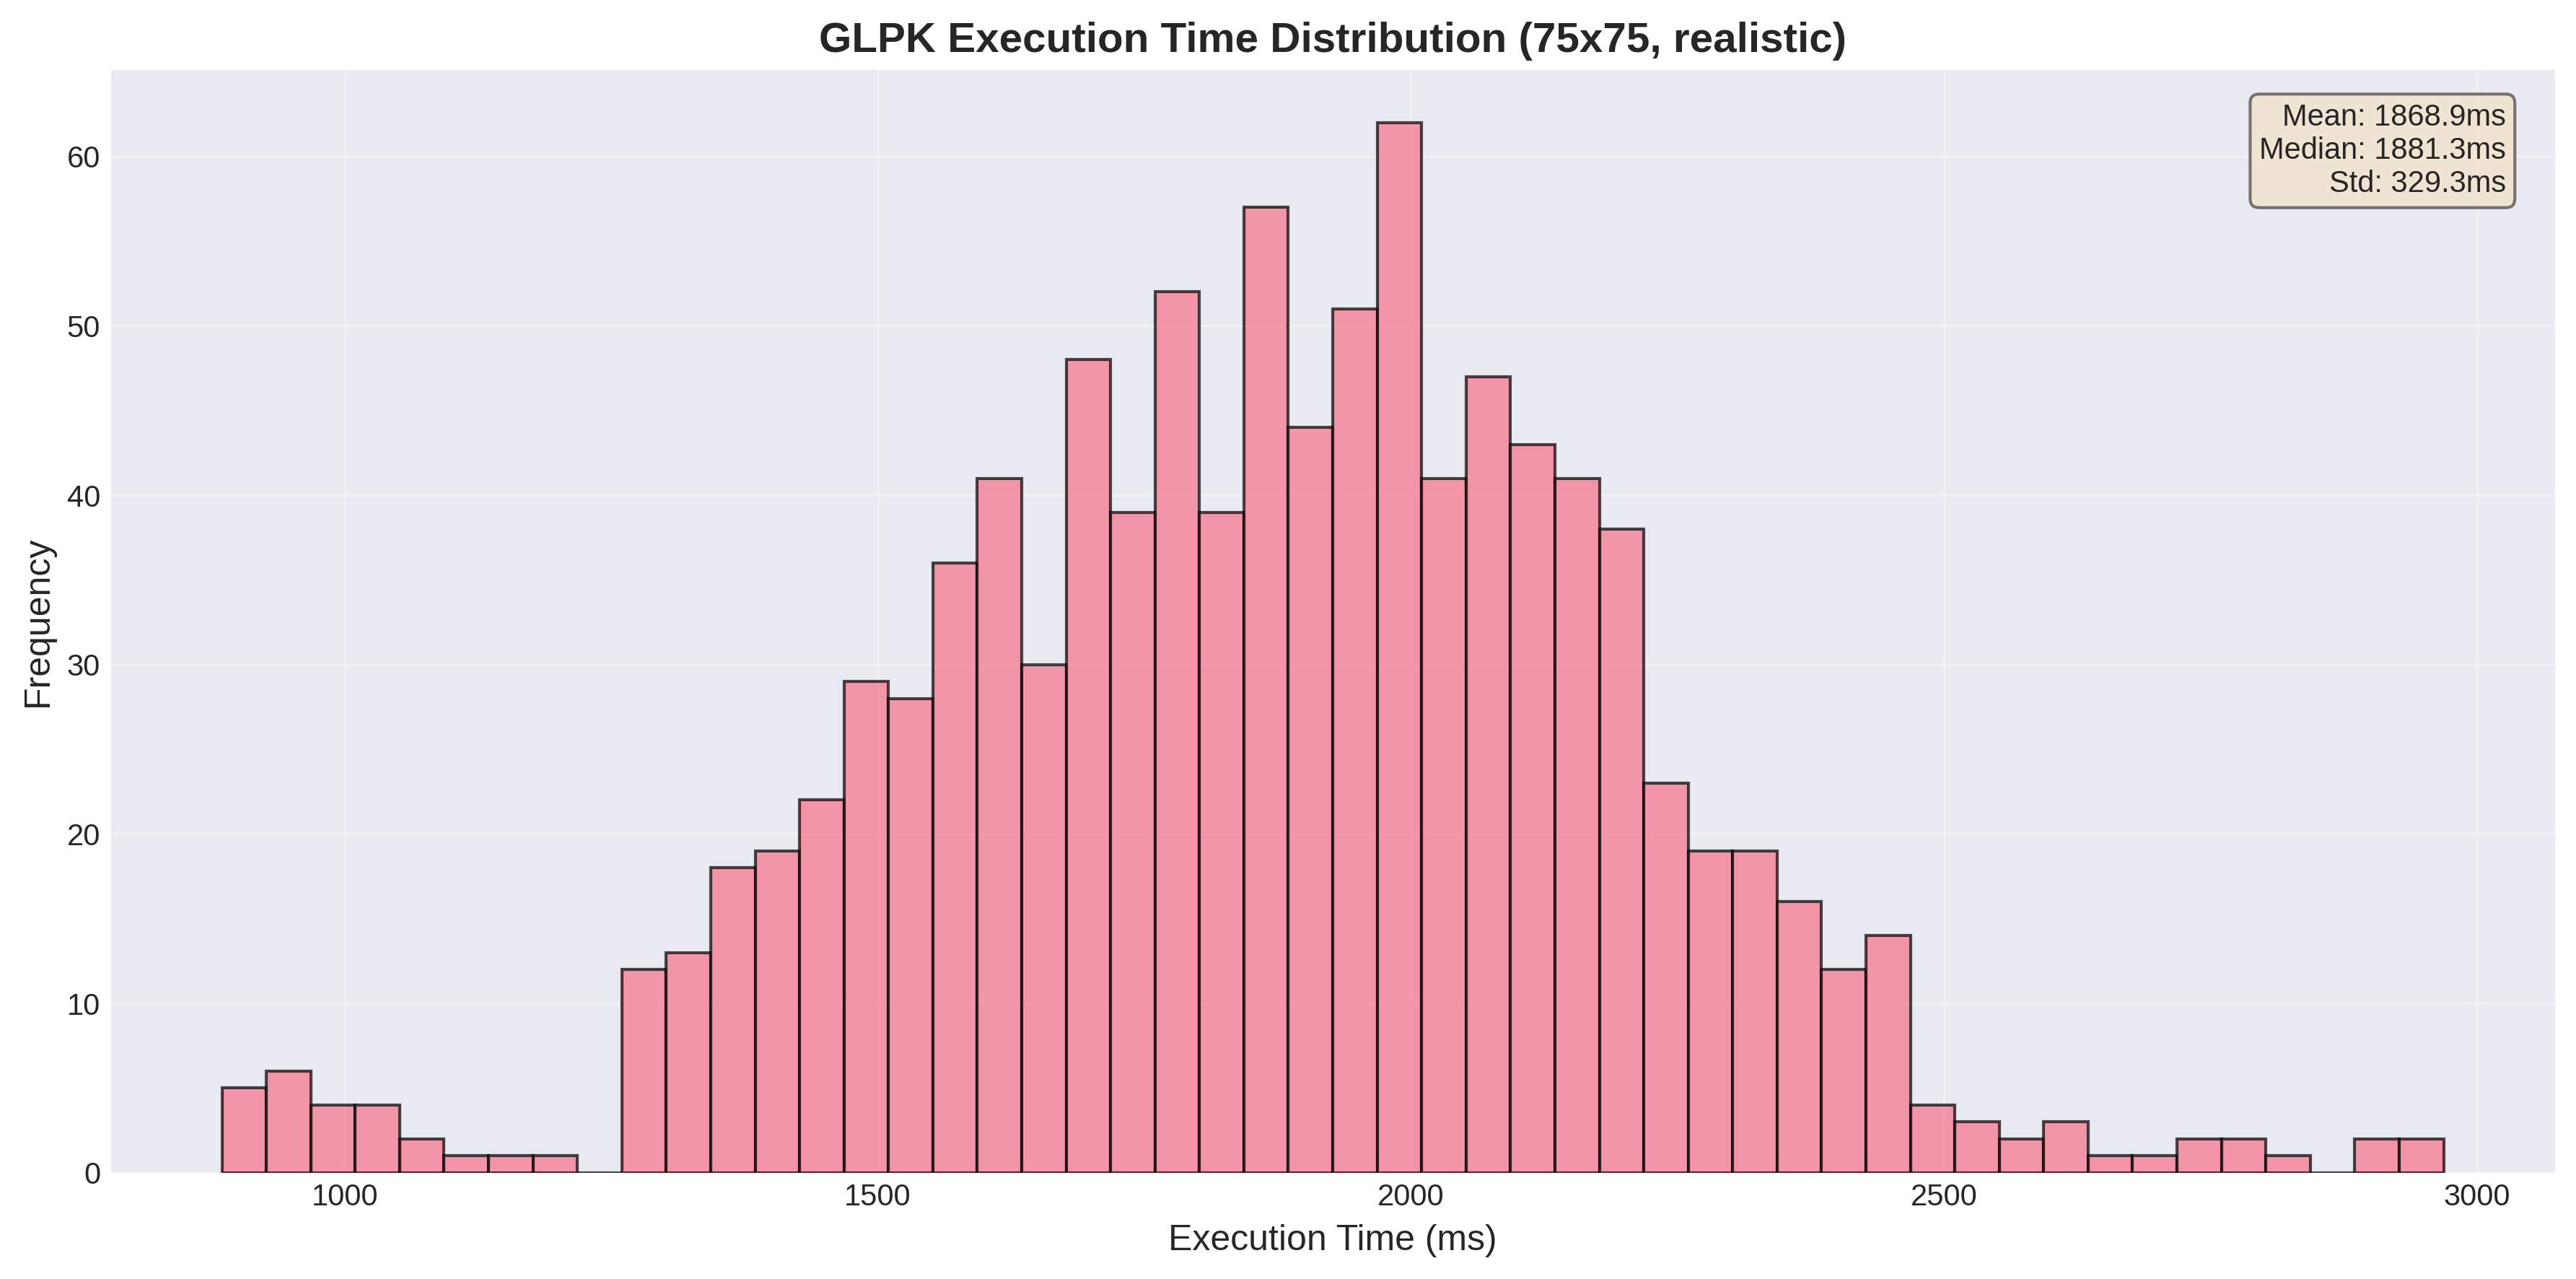 GLPK Execution Time Distribution (75x75, realistic)
Mean: 1868.9ms
Median: 1881.3ms
Std: 329.3ms
Frequency
60
50
40
30
20
10
0
1000 1500 2000 2500 3000
Execution Time (ms)